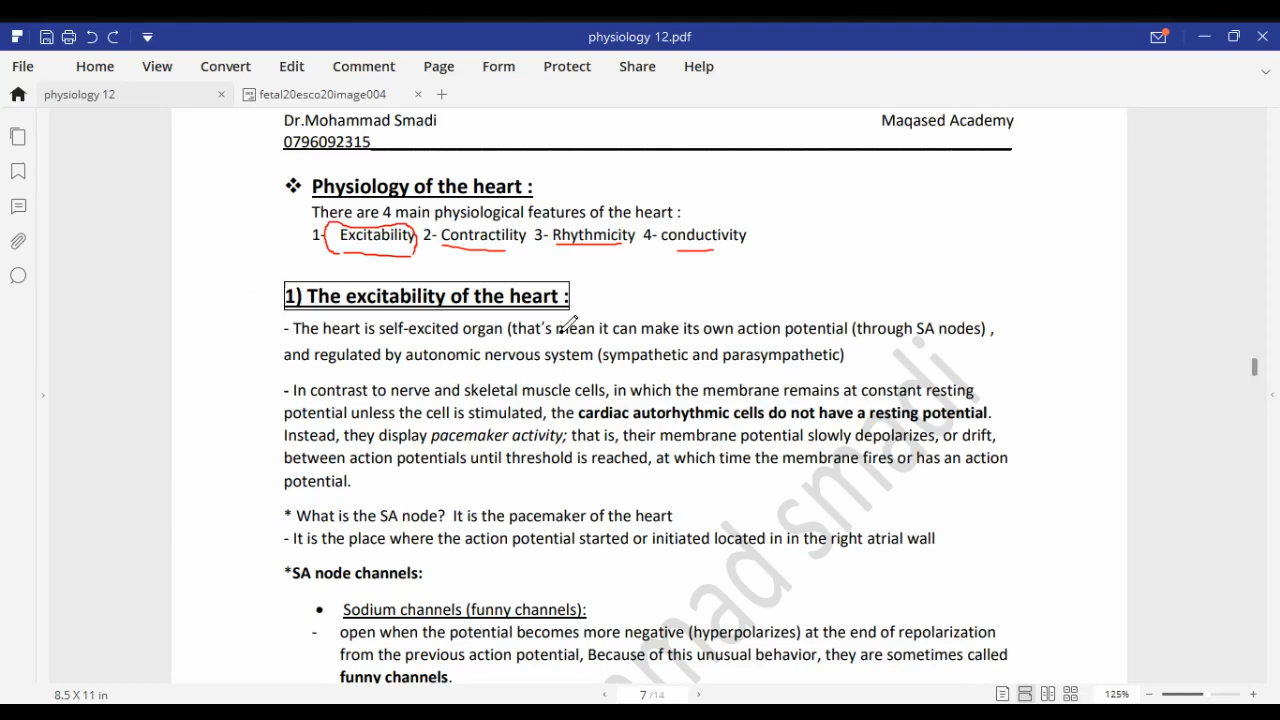 physiology 12.pdf
File Home View Convert Edit Comment Page Form Protect Share Help
physiology 12 fetal20esco20image004
Dr.Mohammad Smadi Maqased Academy
0796092315
❖ Physiology of the heart :
There are 4 main physiological features of the heart :
1- Excitability 2- Contractility 3- Rhythmicity 4- conductivity
1) The excitability of the heart :
- The heart is self-excited organ (that's mean it can make its own action potential (through SA nodes) ,
and regulated by autonomic nervous system (sympathetic and parasympathetic)
- In contrast to nerve and skeletal muscle cells, in which the membrane remains at constant resting
potential unless the cell is stimulated, the cardiac autorhythmic cells do not have a resting potential.
Instead, they display pacemaker activity; that is, their membrane potential slowly depolarizes, or drift,
between action potentials until threshold is reached, at which time the membrane fires or has an action
potential.
* What is the SA node? It is the pacemaker of the heart
- It is the place where the action potential started or initiated located in in the right atrial wall
*SA node channels:
• Sodium channels (funny channels):
- open when the potential becomes more negative (hyperpolarizes) at the end of repolarization
from the previous action potential, Because of this unusual behavior, they are sometimes called
funny channels.
mad smadi
8.5 X 11 in 7 /14 125%